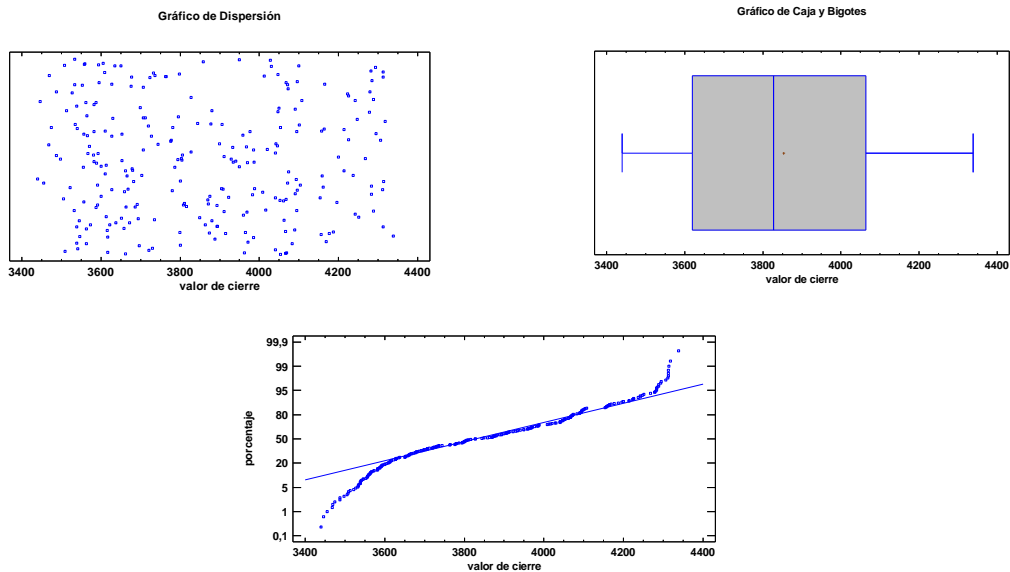 Gráfico de Dispersión
3400 3600 3800 4000 4200 4400
valor de cierre
Gráfico de Caja y Bigotes
3400 3600 3800 4000 4200 4400
valor de cierre
99,9
99
95
80
50
20
5
1
0,1
porcentaje
3400 3600 3800 4000 4200 4400
valor de cierre